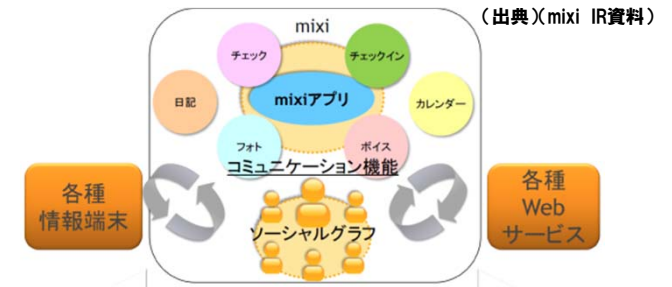 （出典）（mixi IR資料）
mixi
チェック
チェックイン
日記
mixiアプリ
カレンダー
フォト
ボイス
コミュニケーション機能
各種
情報端末
各種
Web
サービス
ソーシャルグラフ